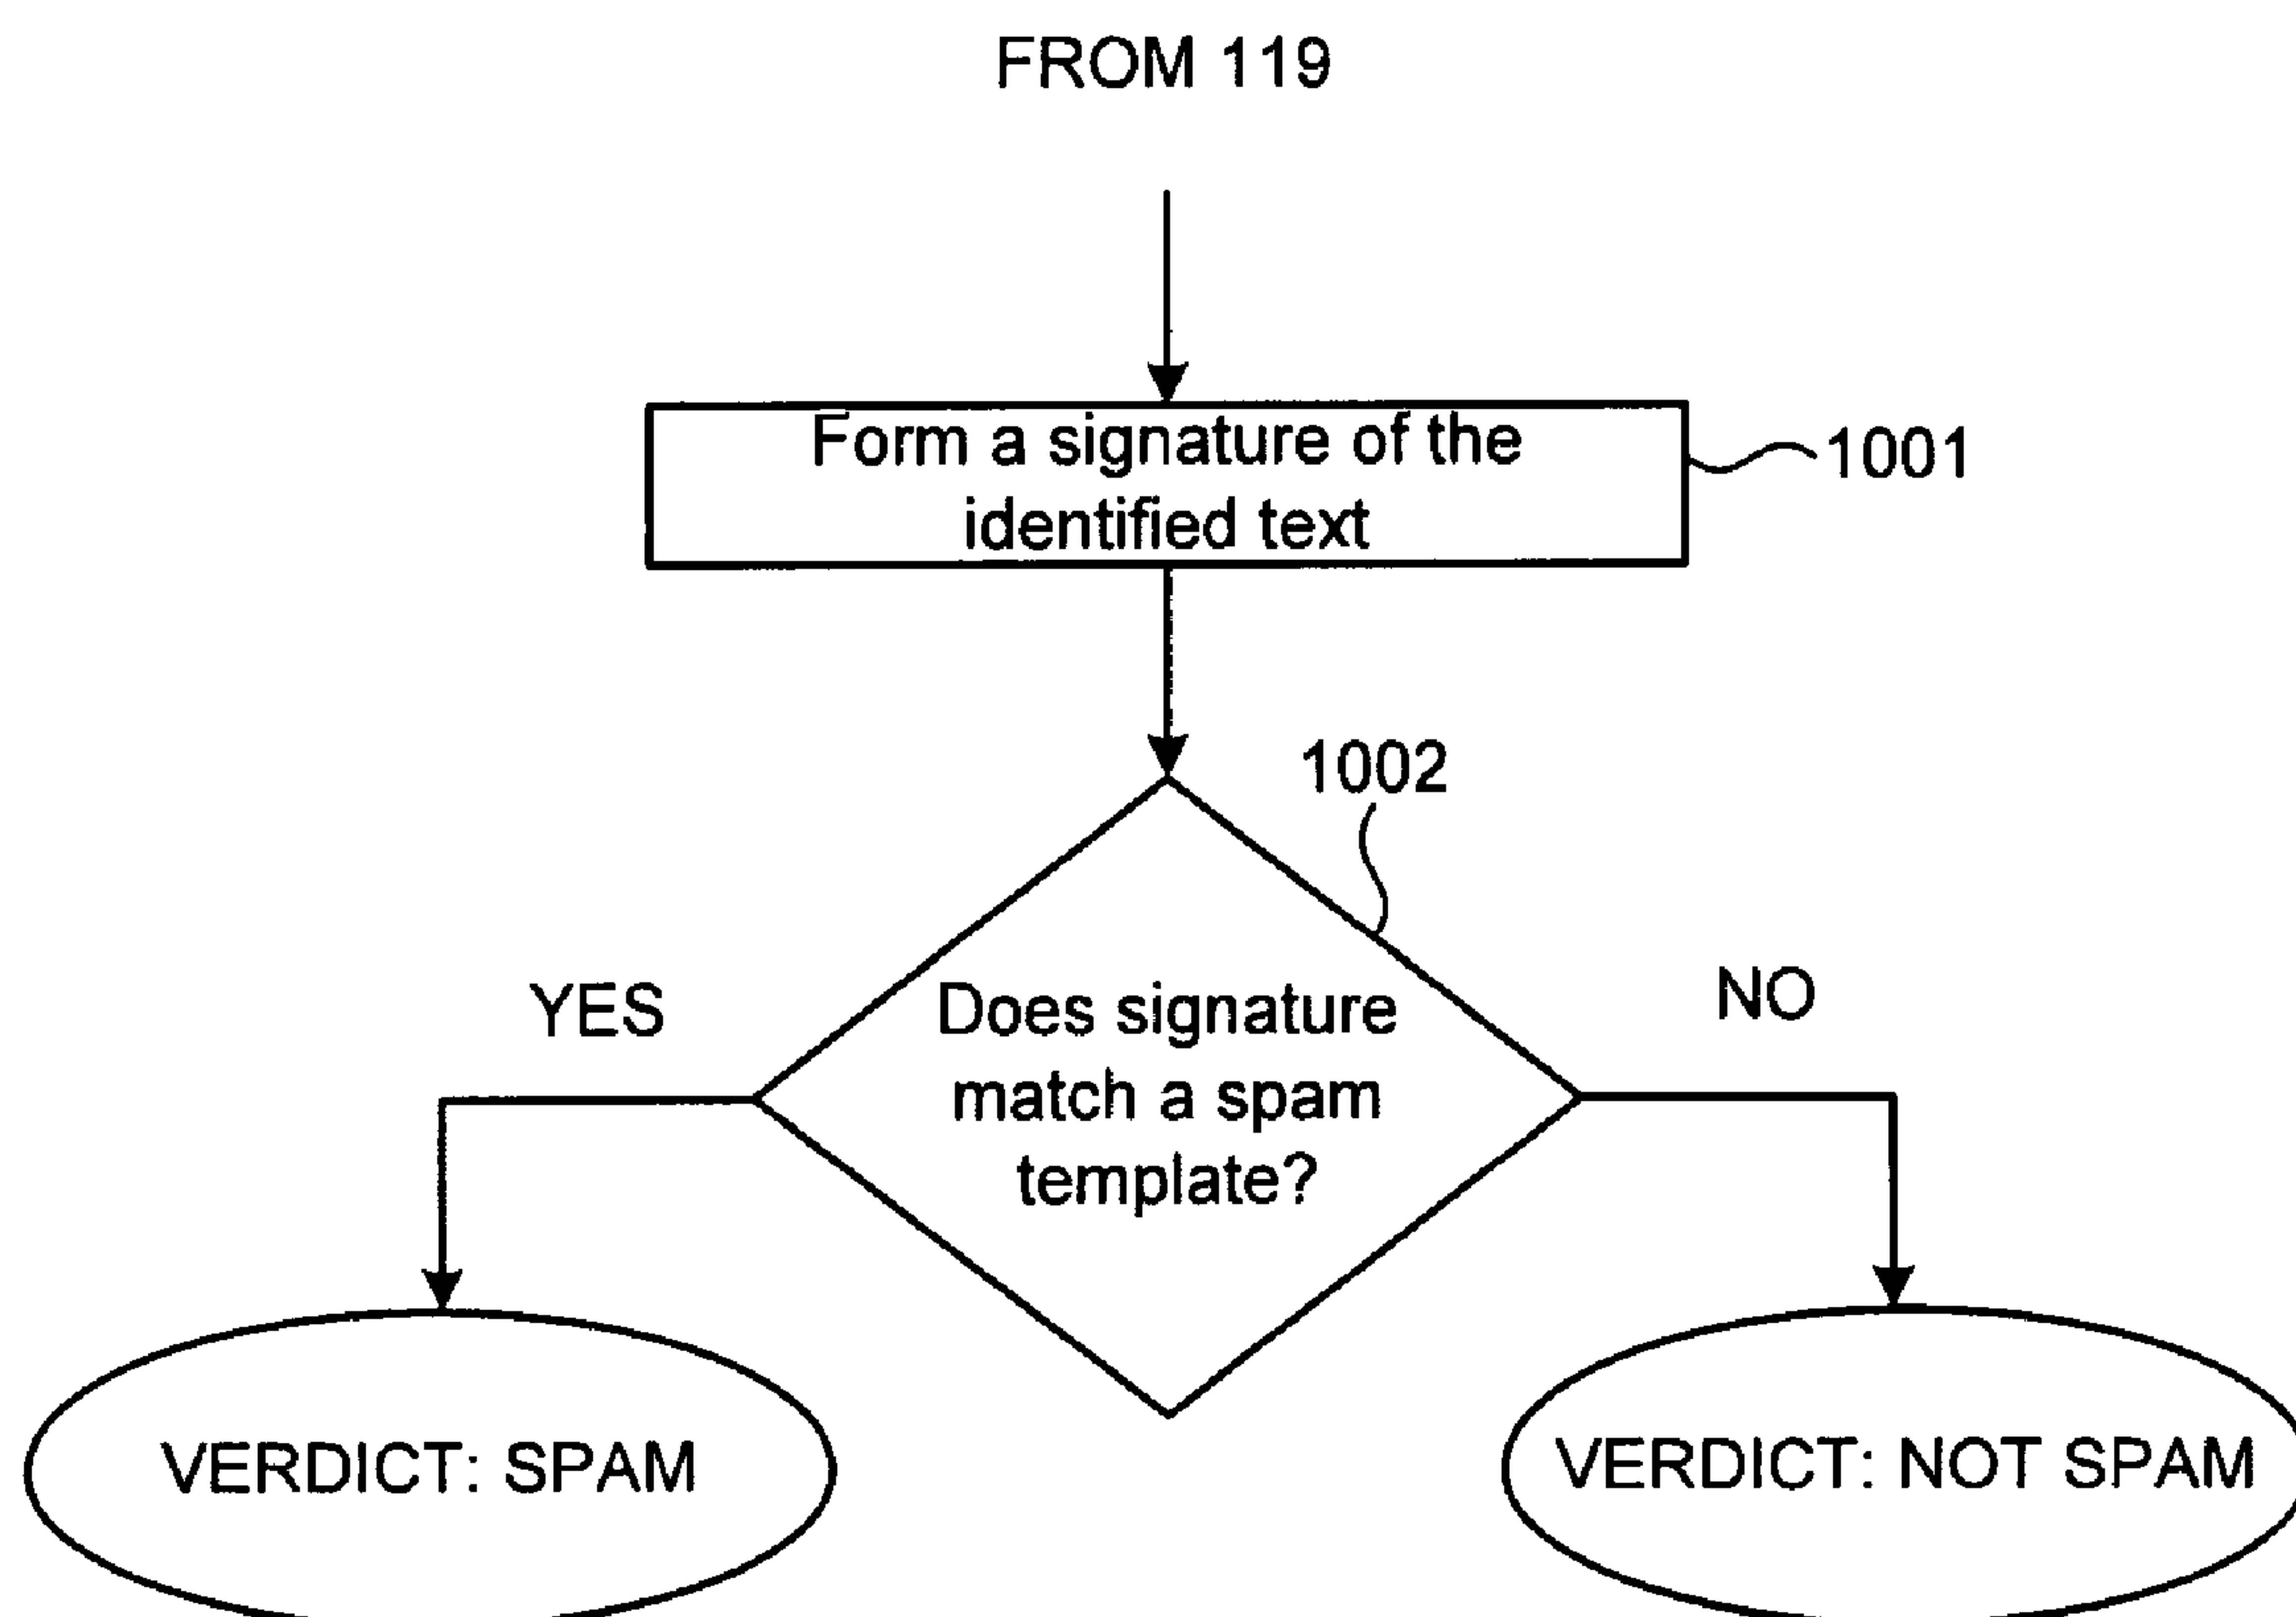 FROM 119
Form a signature of the
identified text
1001
1002
YES
NO
Does signature
match a spam
template?
VERDICT: SPAM
VERDICT: NOT SPAM